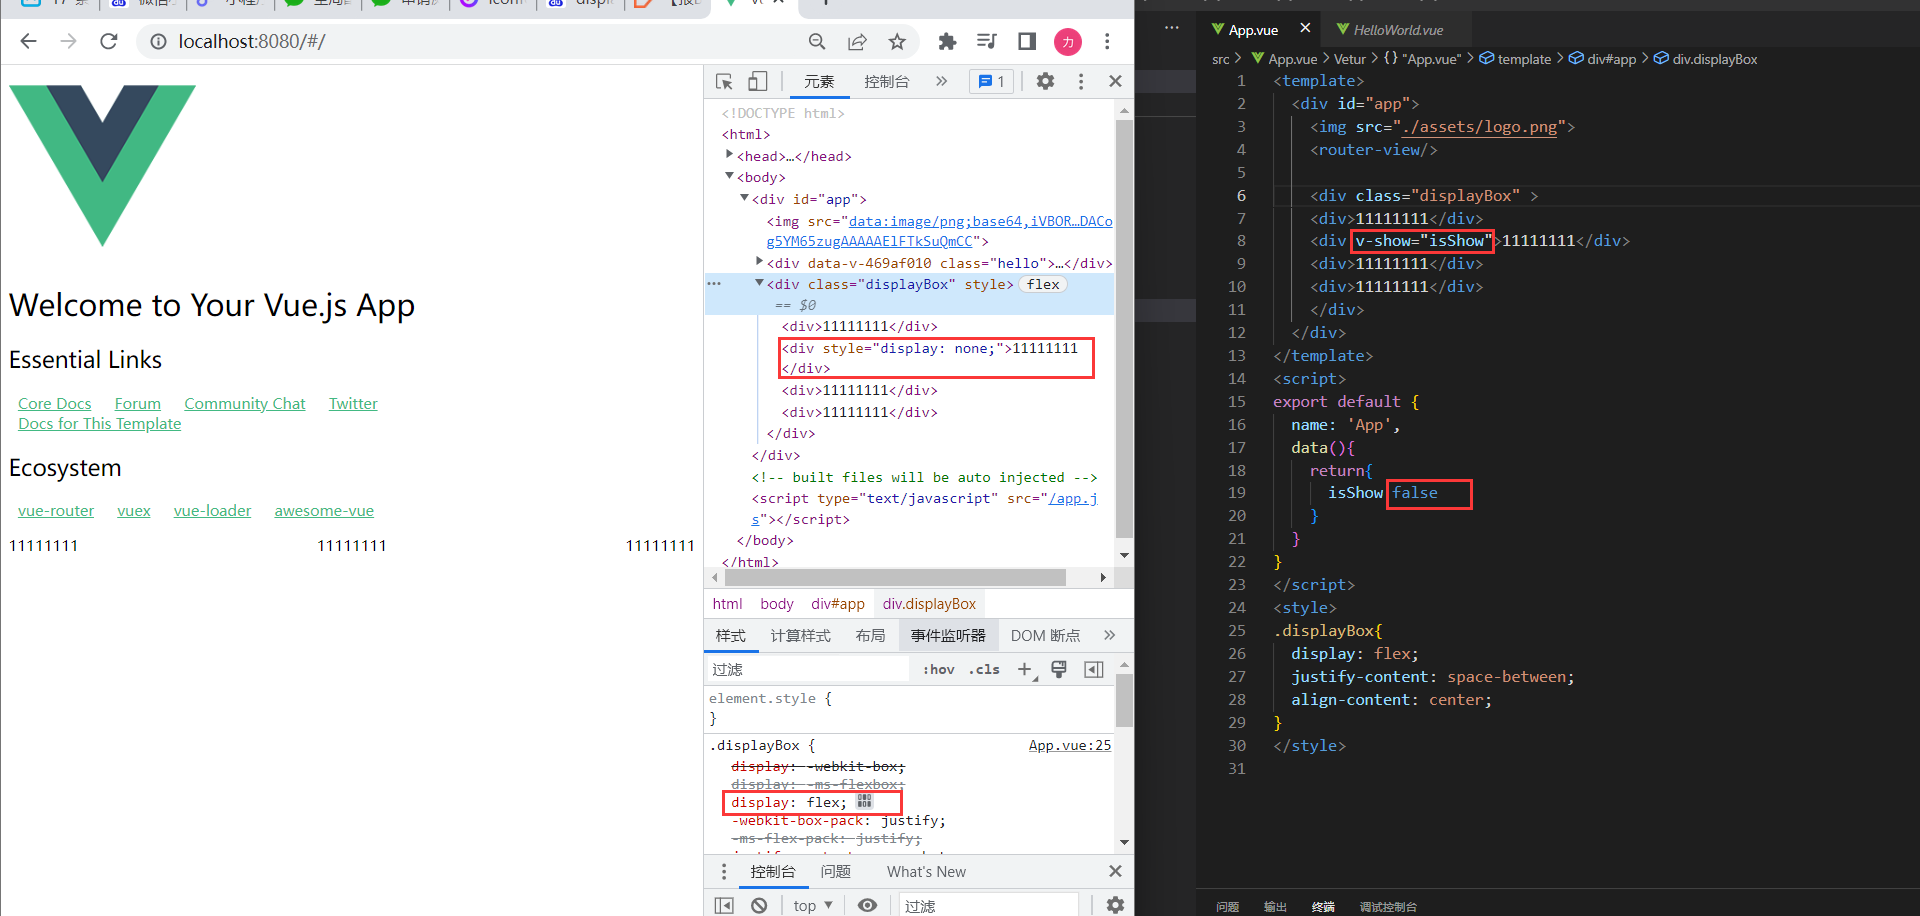 localhost:8080/#/
力
Welcome to Your Vue.js App
Essential Links
Core Docs Forum Community Chat Twitter
Docs for This Template
Ecosystem
vue-router vuex vue-loader awesome-vue
11111111 11111111 11111111
元素 控制台 » 1
<!DOCTYPE html>
<html>
<head>…</head>
<body>
<div id="app">
<img src="data:image/png;base64,iVBOR…DACo
g5YM65zugAAAAAElFTkSuQmCC">
<div data-v-469af010 class="hello">…</div>
<div class="displayBox" style> flex
== $0
<div>11111111</div>
<div style="display: none;">11111111
</div>
<div>11111111</div>
<div>11111111</div>
</div>
</div>
<!-- built files will be auto injected -->
<script type="text/javascript" src="/app.j
s"></script>
</body>
</html>
html body div#app div.displayBox
样式 计算样式 布局 事件监听器 DOM 断点 »
过滤 :hov .cls +
element.style {
}
.displayBox { App.vue:25
display: -webkit-box;
display: -ms-flexbox;
display: flex;
-webkit-box-pack: justify;
-ms-flex-pack: justify;
控制台 问题 What's New
top 过滤
App.vue HelloWorld.vue
src > App.vue > Vetur > {} "App.vue" > template > div#app > div.displayBox
1 <template>
2 <div id="app">
3 <img src="./assets/logo.png">
4 <router-view/>
5
6 <div class="displayBox" >
7 <div>11111111</div>
8 <div v-show="isShow">11111111</div>
9 <div>11111111</div>
10 <div>11111111</div>
11 </div>
12 </div>
13 </template>
14 <script>
15 export default {
16 name: 'App',
17 data(){
18 return{
19 isShow false
20 }
21 }
22 }
23 </script>
24 <style>
25 .displayBox{
26 display: flex;
27 justify-content: space-between;
28 align-content: center;
29 }
30 </style>
31
问题 输出 终端 调试控制台